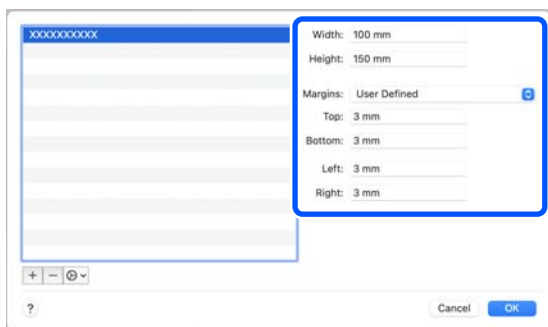 XXXXXXXXXX
Width: 100 mm
Height: 150 mm
Margins: User Defined
Top: 3 mm
Bottom: 3 mm
Left: 3 mm
Right: 3 mm
+ −
?
Cancel OK